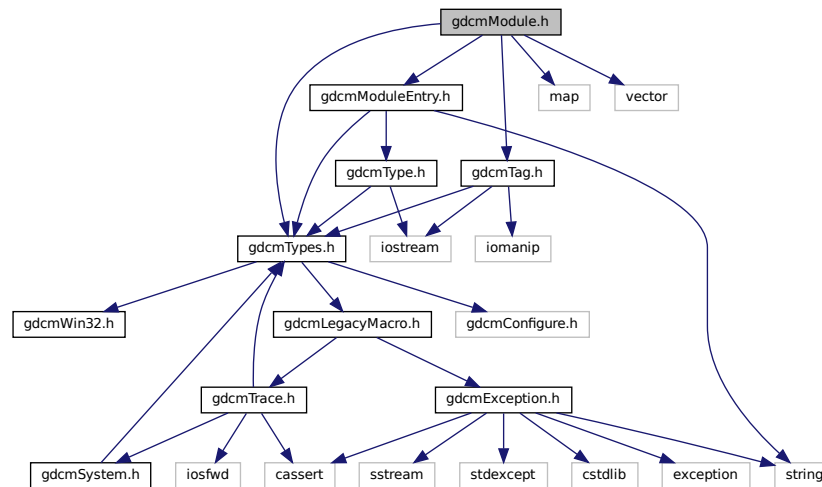 gdcmModule.h
gdcmModuleEntry.h
map
vector
gdcmType.h
gdcmTag.h
gdcmTypes.h
iostream
iomanip
gdcmWin32.h
gdcmLegacyMacro.h
gdcmConfigure.h
gdcmTrace.h
gdcmException.h
gdcmSystem.h
iosfwd
cassert
sstream
stdexcept
cstdlib
exception
string